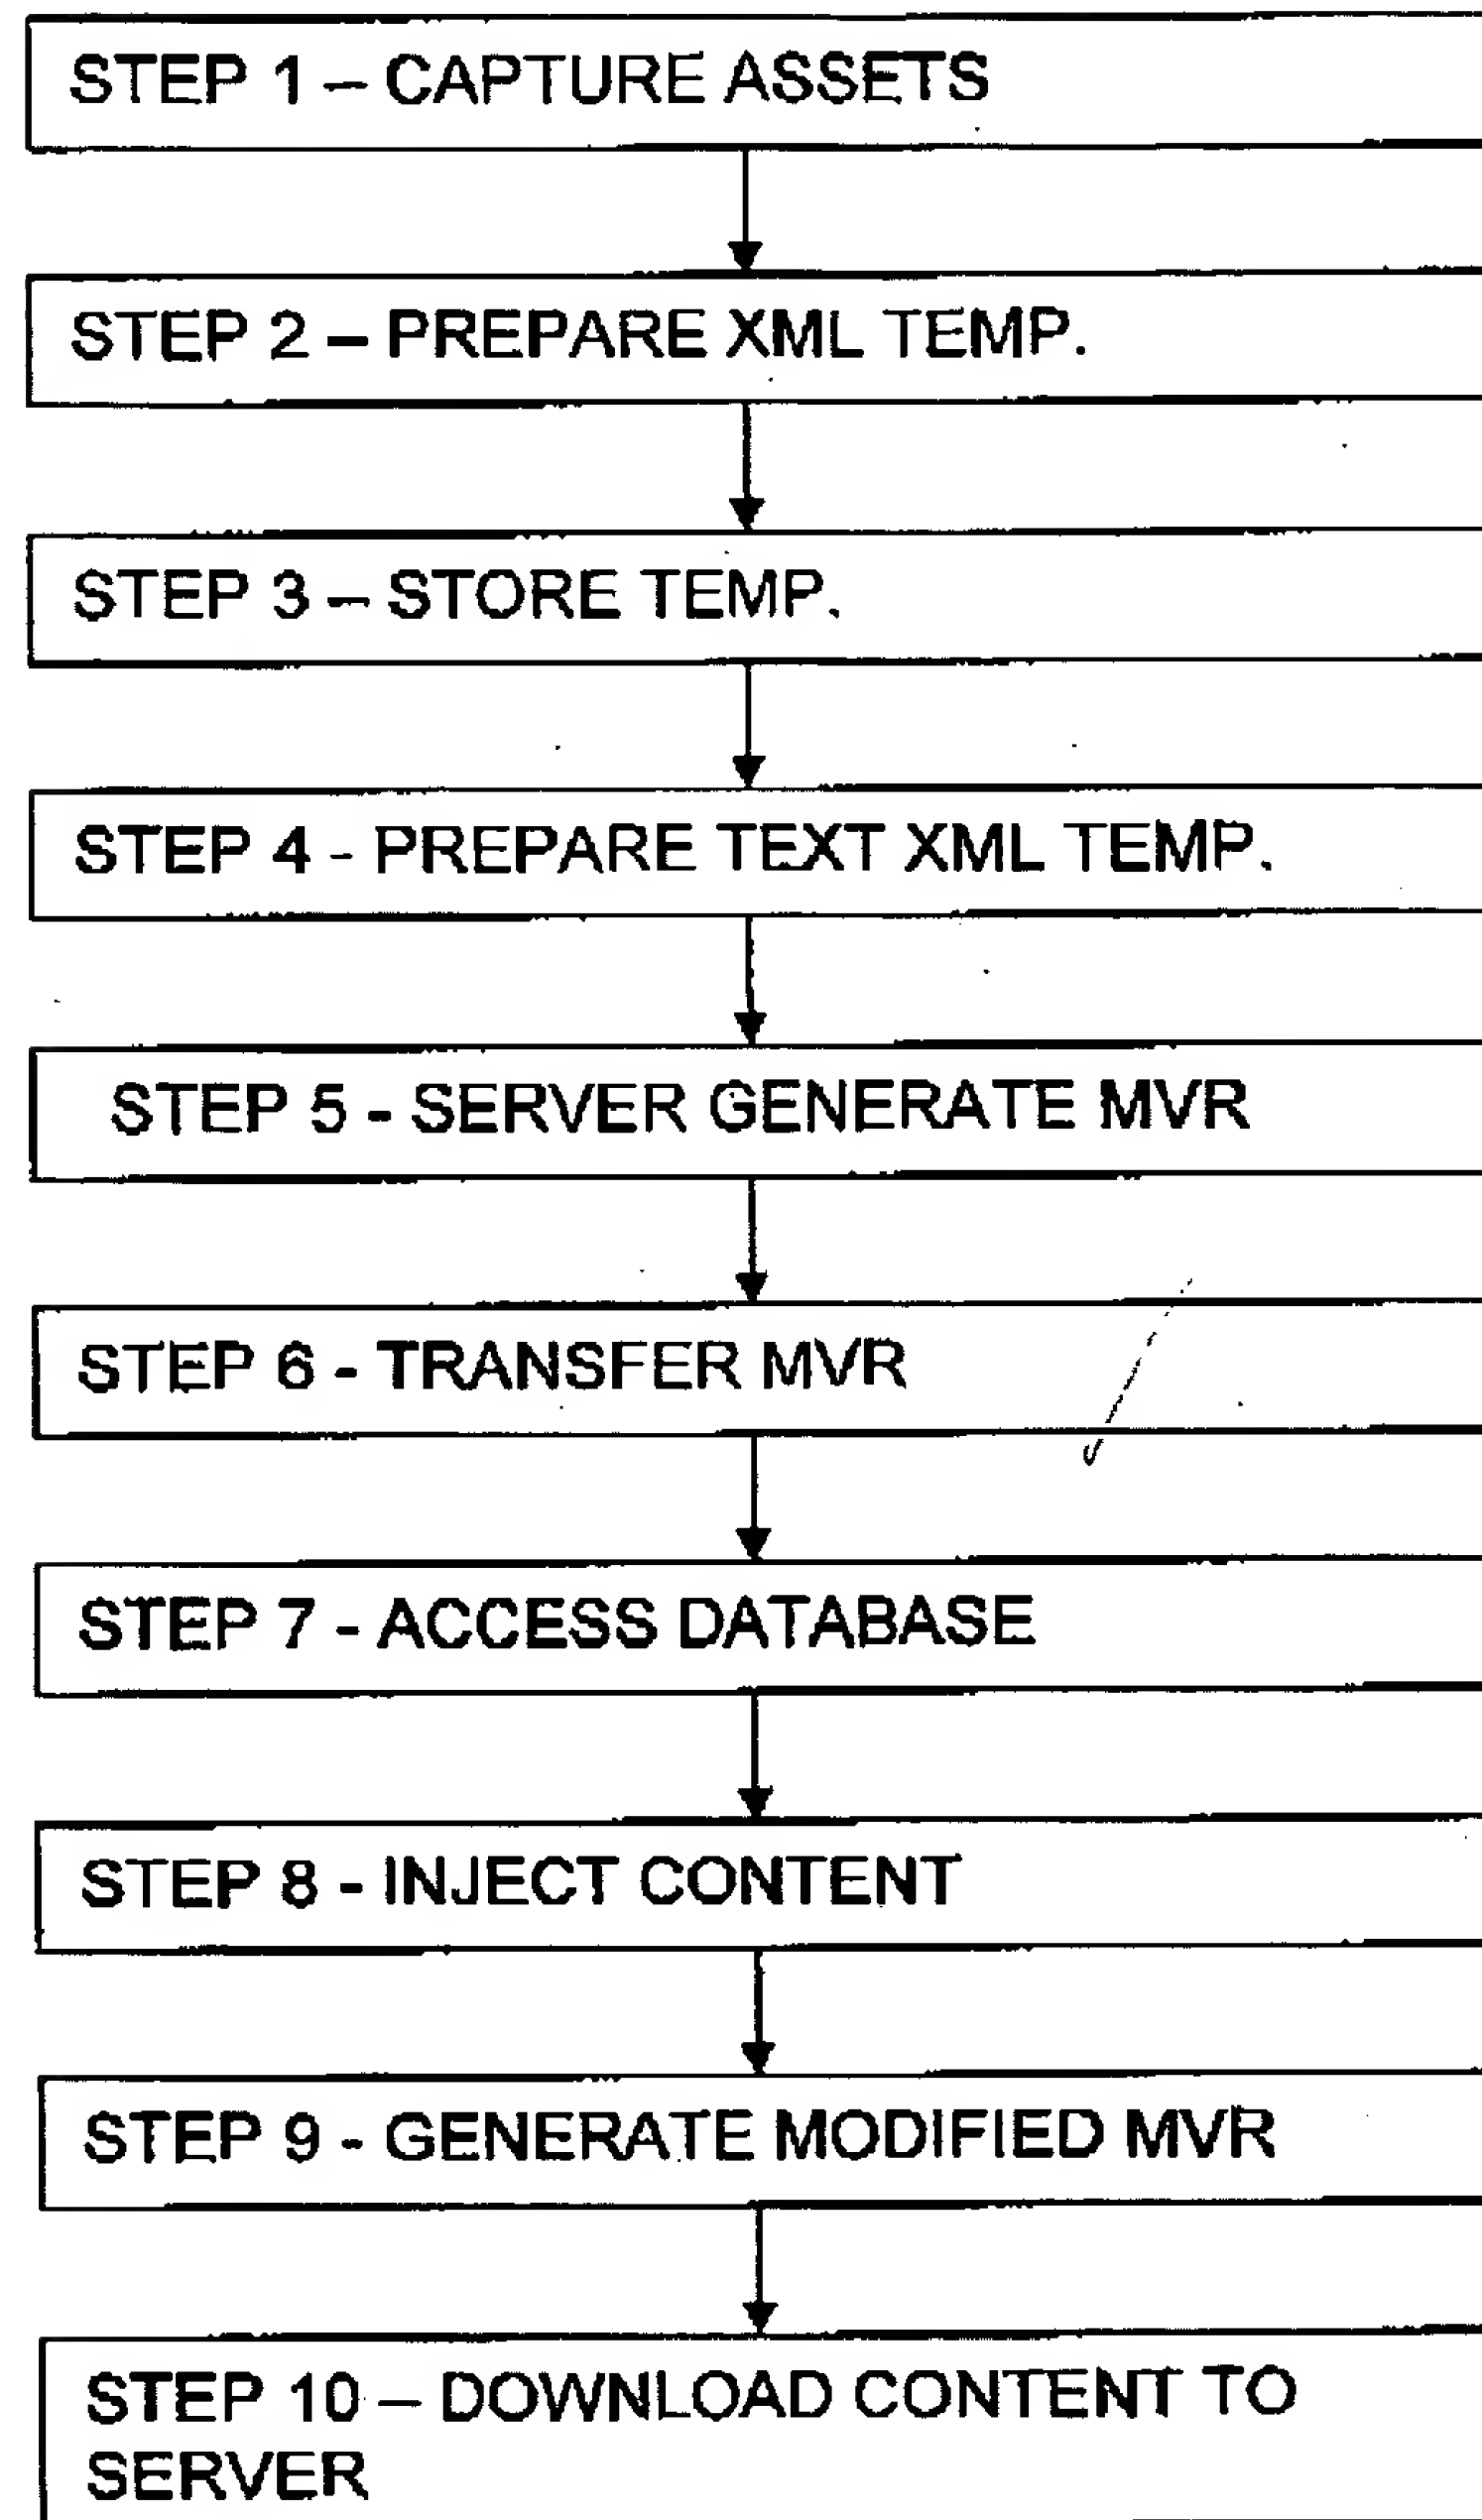 STEP 1 – CAPTURE ASSETS
STEP 2 – PREPARE XML TEMP.
STEP 3 – STORE TEMP.
STEP 4 - PREPARE TEXT XML TEMP.
STEP 5 - SERVER GENERATE MVR
STEP 6 - TRANSFER MVR
STEP 7 - ACCESS DATABASE
STEP 8 - INJECT CONTENT
STEP 9 - GENERATE MODIFIED MVR
STEP 10 – DOWNLOAD CONTENT TO
SERVER